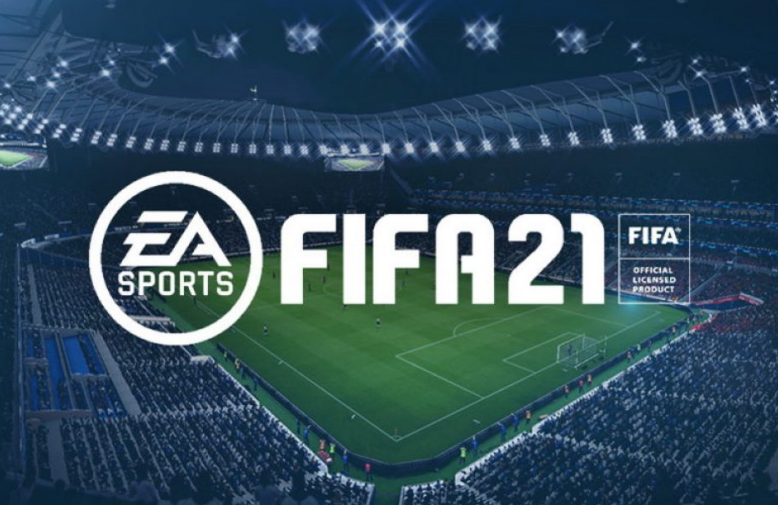 EA
SPORTS
FIFA21
FIFA®
OFFICIAL
LICENSED
PRODUCT